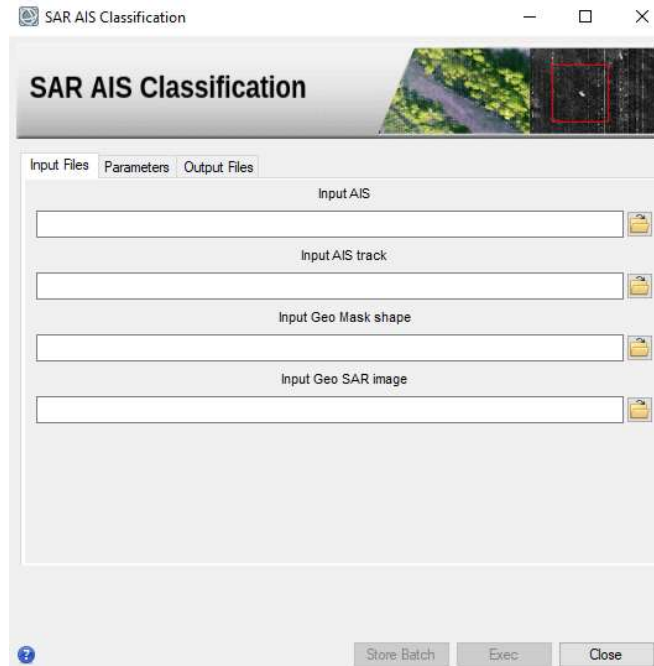 SAR AIS Classification
SAR AIS Classification
Input Files Parameters Output Files
Input AIS
Input AIS track
Input Geo Mask shape
Input Geo SAR image
? Store Batch Exec Close